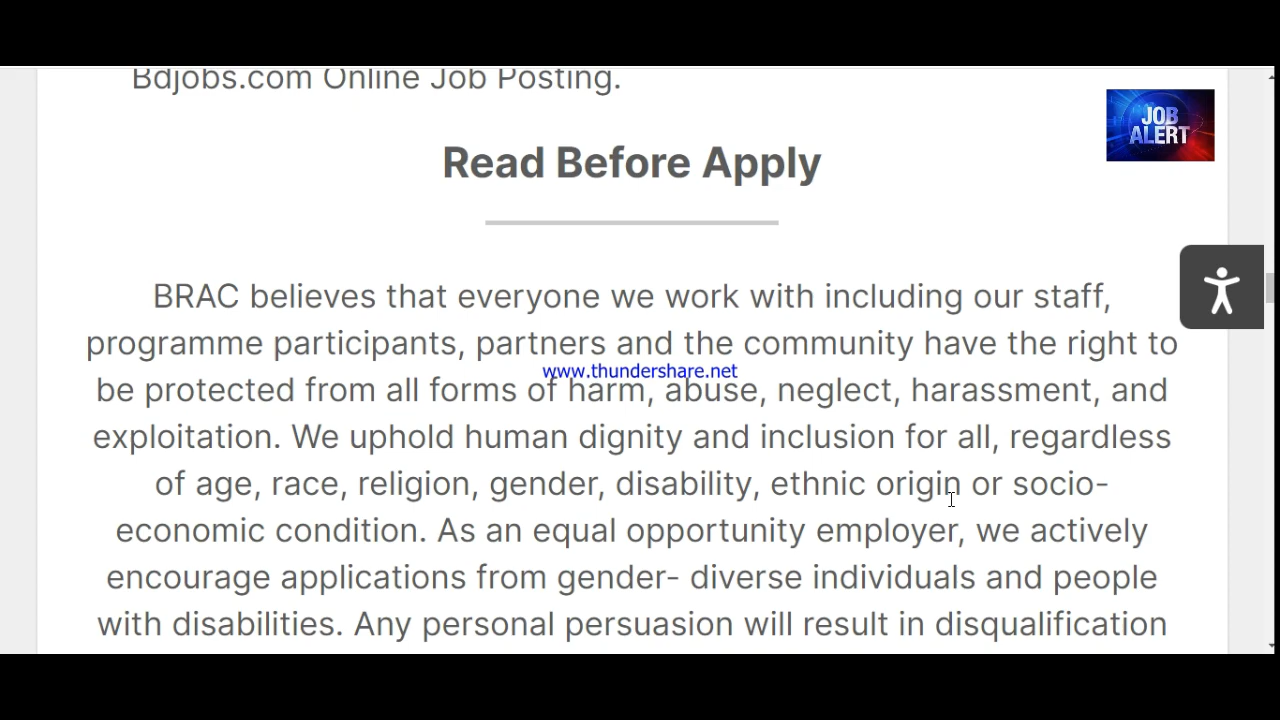 Bdjobs.com Online Job Posting.
JOB
ALERT
Read Before Apply
BRAC believes that everyone we work with including our staff,
programme participants, partners and the community have the right to
www.thundershare.net
be protected from all forms of harm, abuse, neglect, harassment, and
exploitation. We uphold human dignity and inclusion for all, regardless
of age, race, religion, gender, disability, ethnic origin or socio-
economic condition. As an equal opportunity employer, we actively
encourage applications from gender- diverse individuals and people
with disabilities. Any personal persuasion will result in disqualification